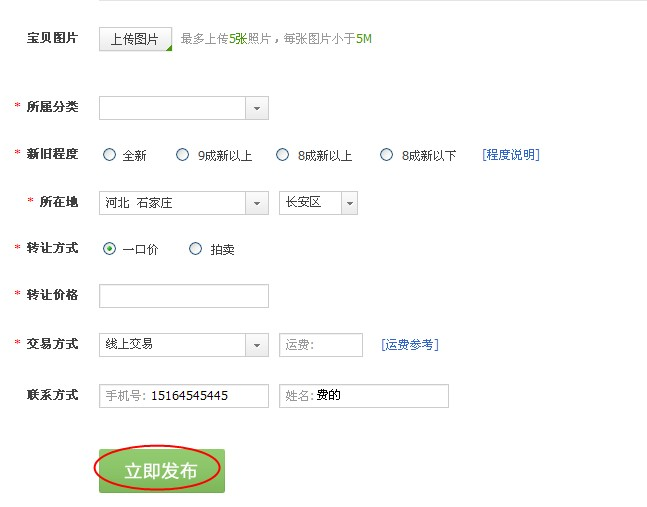 宝贝图片 上传图片 最多上传5张照片，每张图片小于5M
* 所属分类
* 新旧程度 全新 9成新以上 8成新以上 8成新以下 [程度说明]
* 所在地 河北 石家庄 长安区
* 转让方式 一口价 拍卖
* 转让价格
* 交易方式 线上交易 运费: [运费参考]
联系方式 手机号: 15164545445 姓名: 费的
立即发布